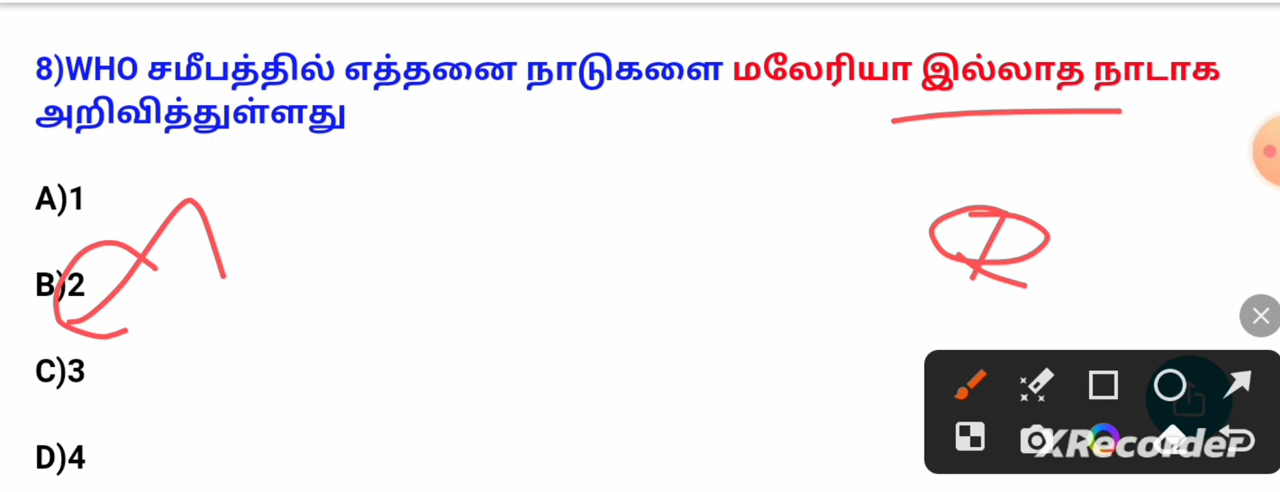 8)WHO சமீபத்தில் எத்தனை நாடுகளை மலேரியா இல்லாத நாடாக
அறிவித்துள்ளது
A)1
B)2
C)3
D)4
XRecorder